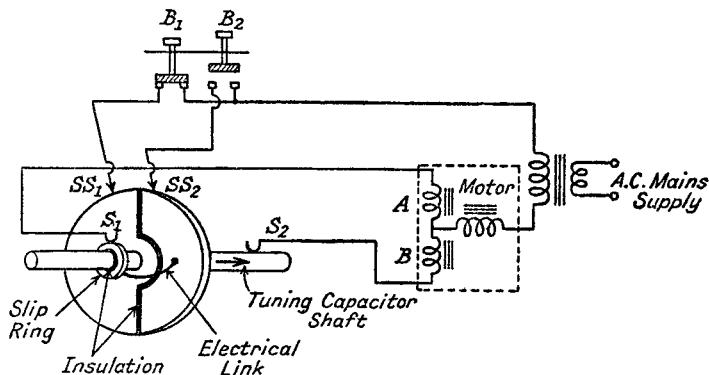 B1
B2
SS1
SS2
S1
S2
A
Motor
B
A.C. Mains
Supply
Slip
Ring
Insulation
Electrical
Link
Tuning Capacitor
Shaft